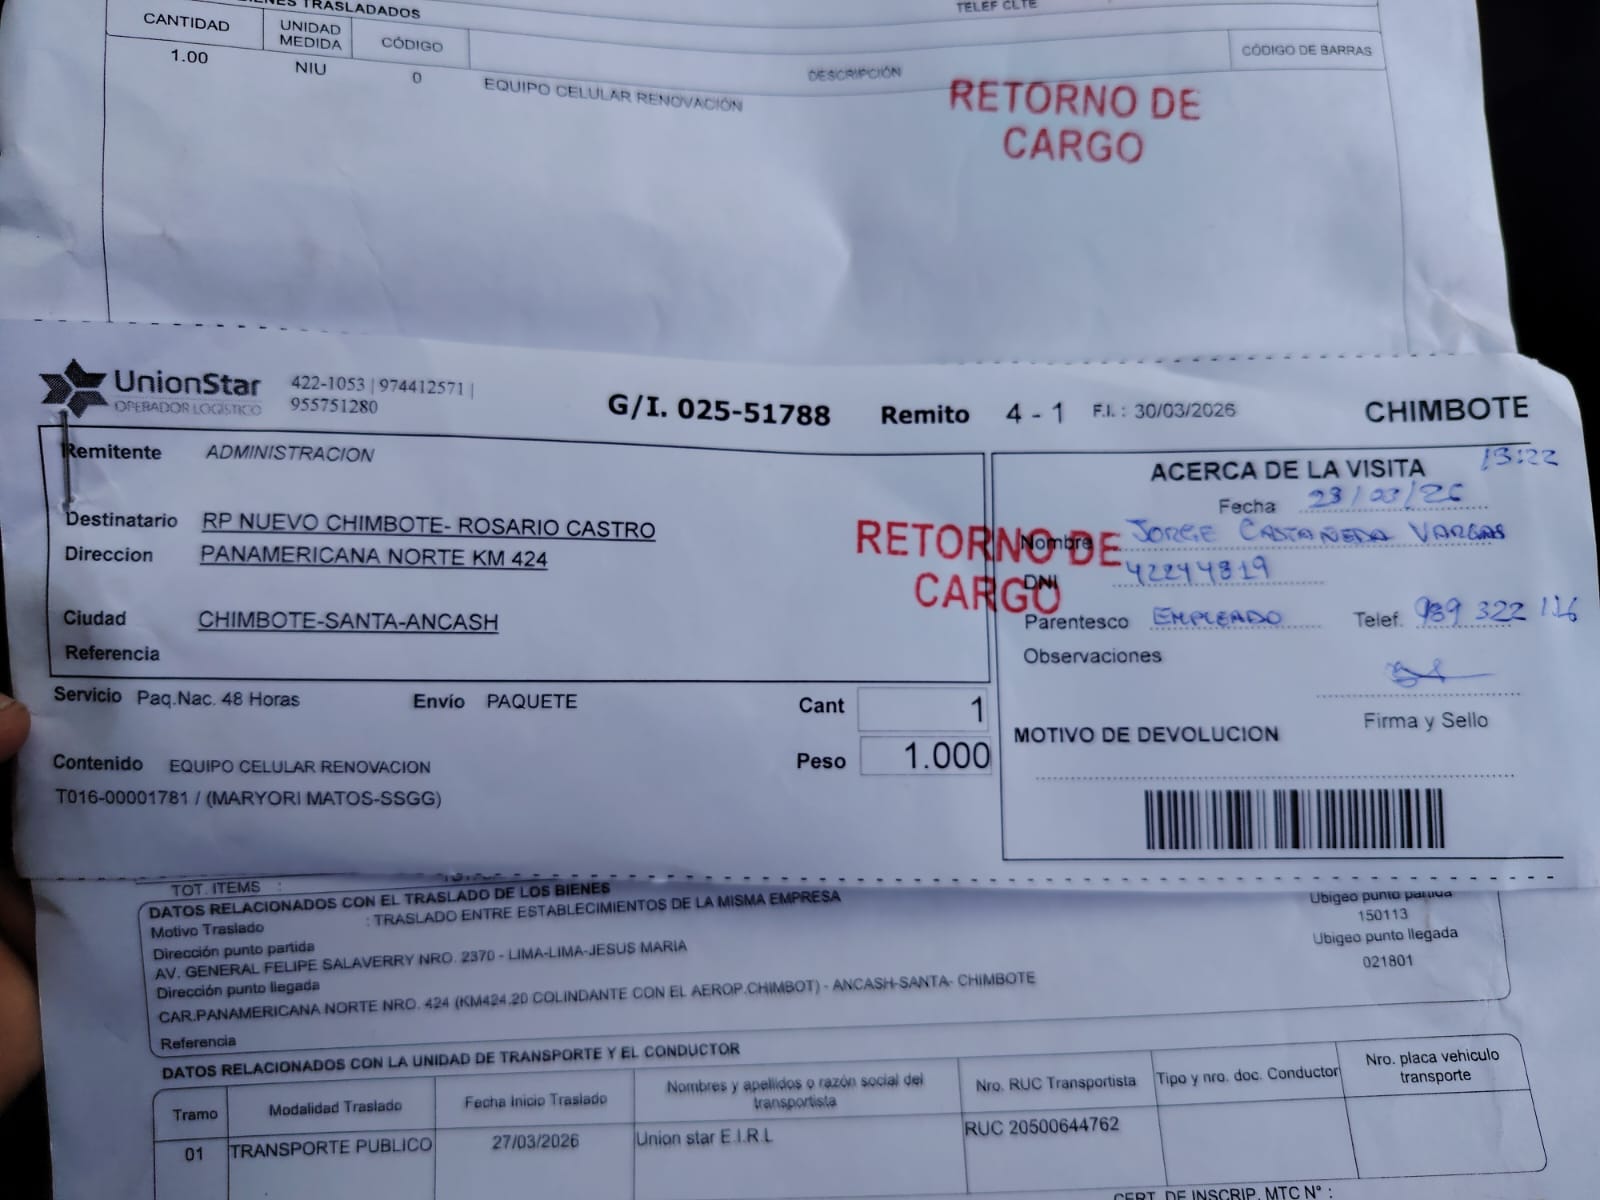 BIENES TRASLADADOS
TELEF CLTE
CANTIDAD UNIDAD MEDIDA CÓDIGO DESCRIPCIÓN CÓDIGO DE BARRAS
1.00 NIU 0 EQUIPO CELULAR RENOVACIÓN
RETORNO DE
CARGO
UnionStar
OPERADOR LOGISTICO
422-1053 | 974412571 |
955751280
G/I. 025-51788 Remito 4 - 1 F.I. : 30/03/2026 CHIMBOTE
Remitente ADMINISTRACION
Destinatario RP NUEVO CHIMBOTE- ROSARIO CASTRO
Direccion PANAMERICANA NORTE KM 424
Ciudad CHIMBOTE-SANTA-ANCASH
Referencia
RETORNO DE
CARGO
ACERCA DE LA VISITA 13:22
Fecha /03/26
Nombre JORGE CASTAÑEDA VARGAS
DNI
Parentesco EMPLEADO Telef. 939 322 116
Observaciones
Firma y Sello
MOTIVO DE DEVOLUCION
Servicio Paq.Nac. 48 Horas Envío PAQUETE Cant 1
Peso 1.000
Contenido EQUIPO CELULAR RENOVACION
T016-00001781 / (MARYORI MATOS-SSGG)
TOT. ITEMS :
DATOS RELACIONADOS CON EL TRASLADO DE LOS BIENES
Motivo Traslado : TRASLADO ENTRE ESTABLECIMIENTOS DE LA MISMA EMPRESA
Dirección punto partida
AV. GENERAL FELIPE SALAVERRY NRO. 2370 - LIMA-LIMA-JESUS MARIA
Dirección punto llegada
CAR.PANAMERICANA NORTE NRO. 424 (KM424.20 COLINDANTE CON EL AEROP.CHIMBOT) - ANCASH-SANTA- CHIMBOTE
Referencia
Ubigeo punto partida
150113
Ubigeo punto llegada
021801
DATOS RELACIONADOS CON LA UNIDAD DE TRANSPORTE Y EL CONDUCTOR
Tramo Modalidad Traslado Fecha Inicio Traslado Nombres y apellidos o razón social del transportista Nro. RUC Transportista Tipo y nro. doc. Conductor Nro. placa vehiculo transporte
01 TRANSPORTE PUBLICO 27/03/2026 Union star E.I.R.L RUC 20500644762
CERT. DE INSCRIP. MTC N° :